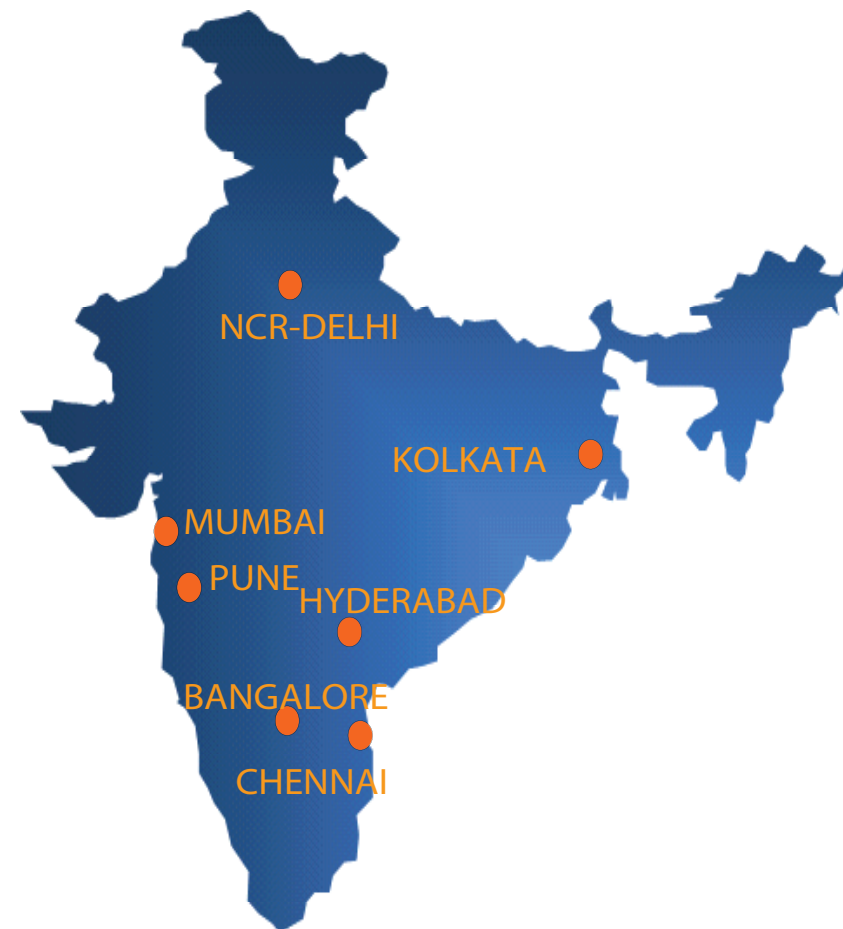 NCR-DELHI
KOLKATA
MUMBAI
PUNE
HYDERABAD
BANGALORE
CHENNAI